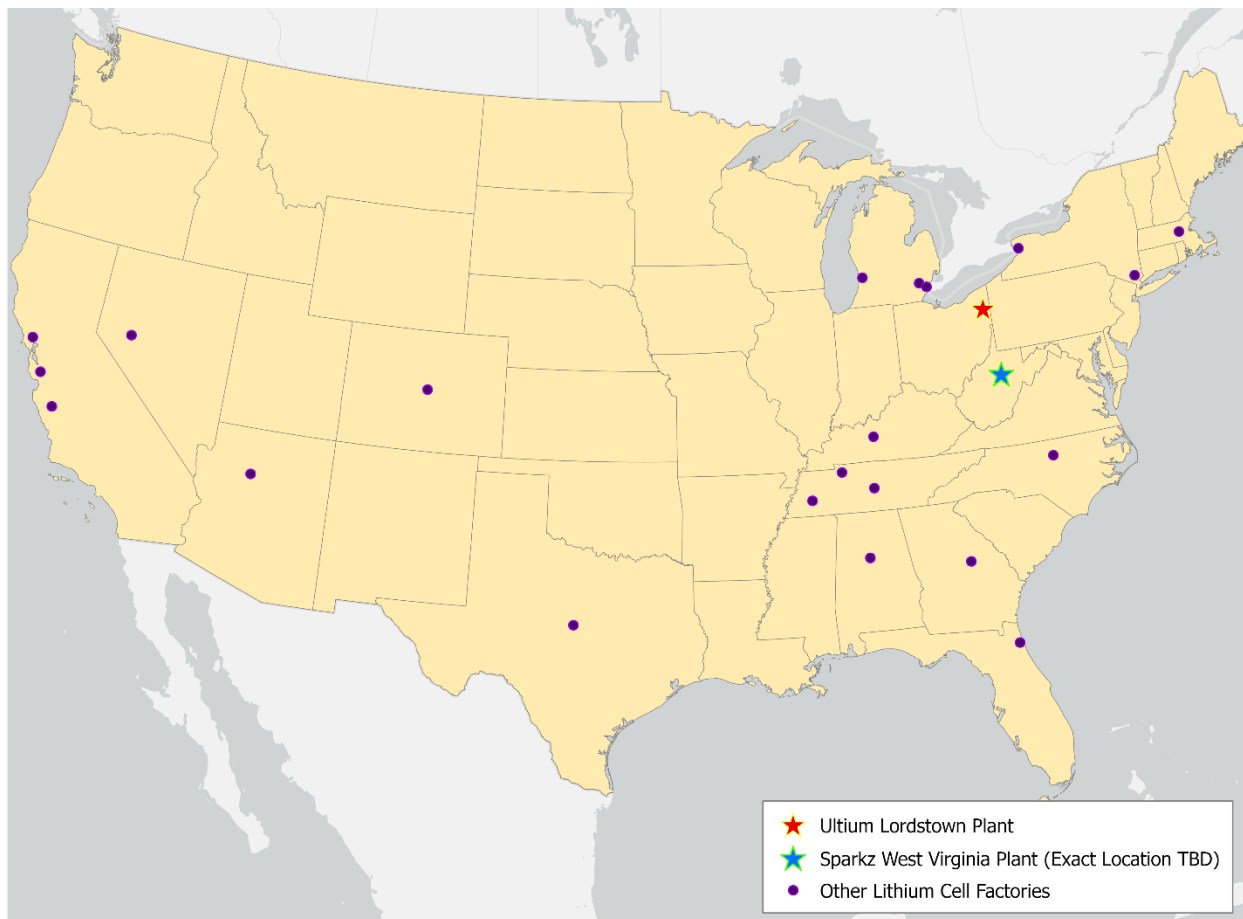 Ultium Lordstown Plant
Sparkz West Virginia Plant (Exact Location TBD)
Other Lithium Cell Factories